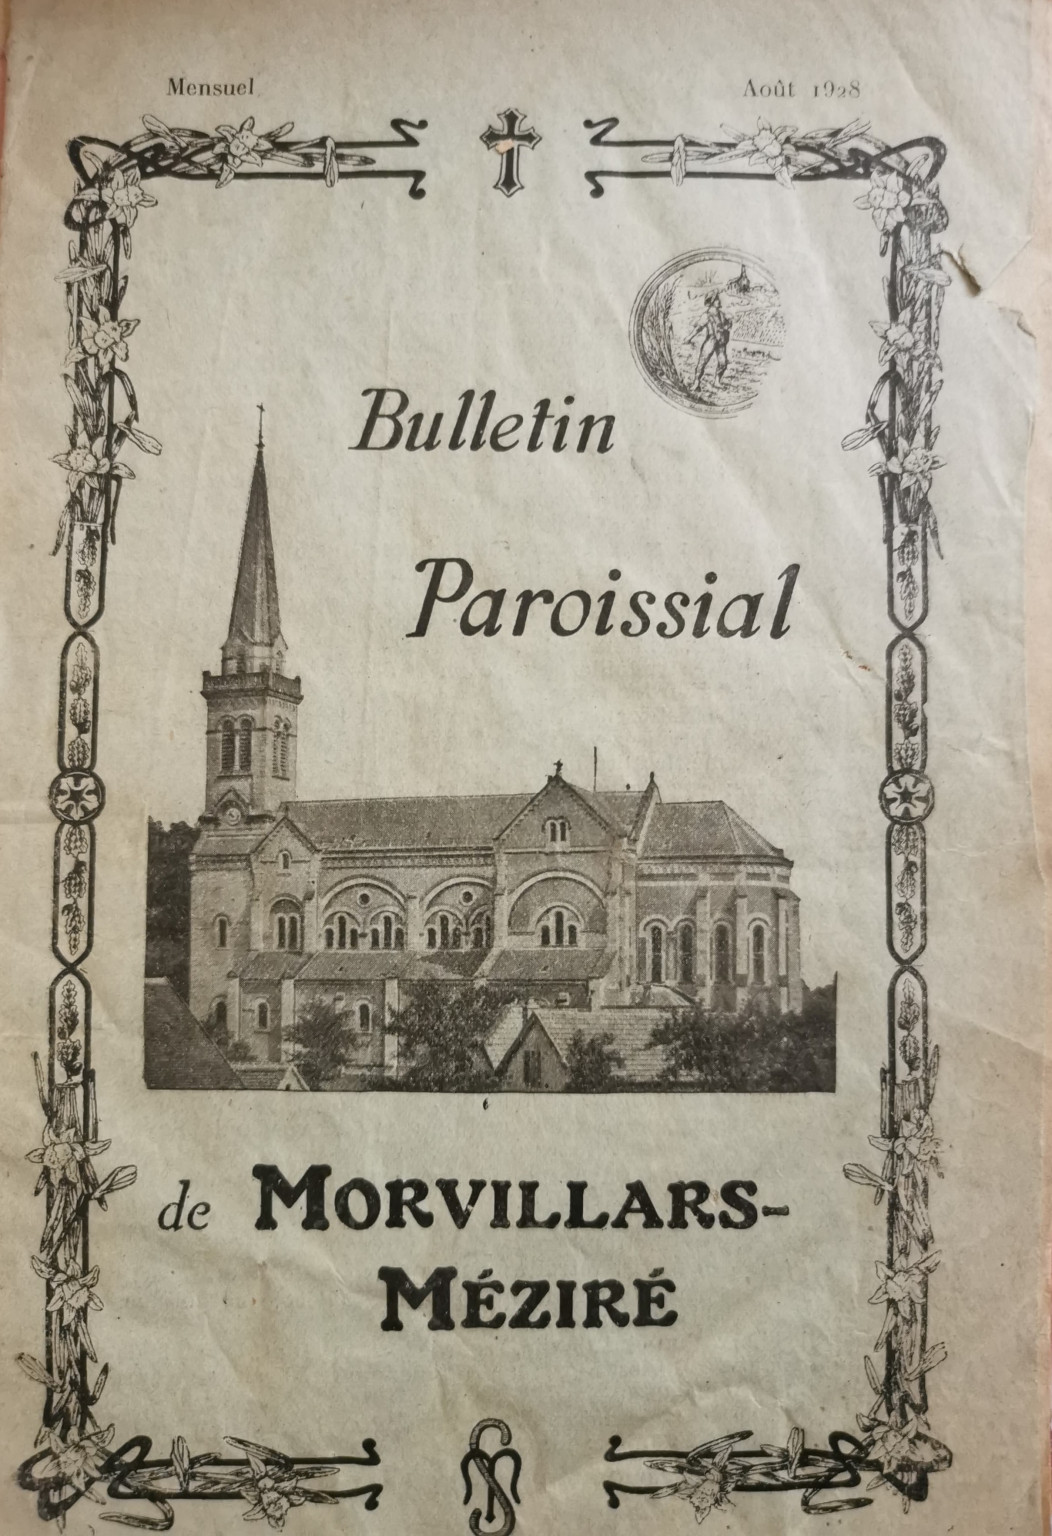 Mensuel
Août 1928
Bulletin
Paroissial
de MORVILLARS-
MÉZIRÉ